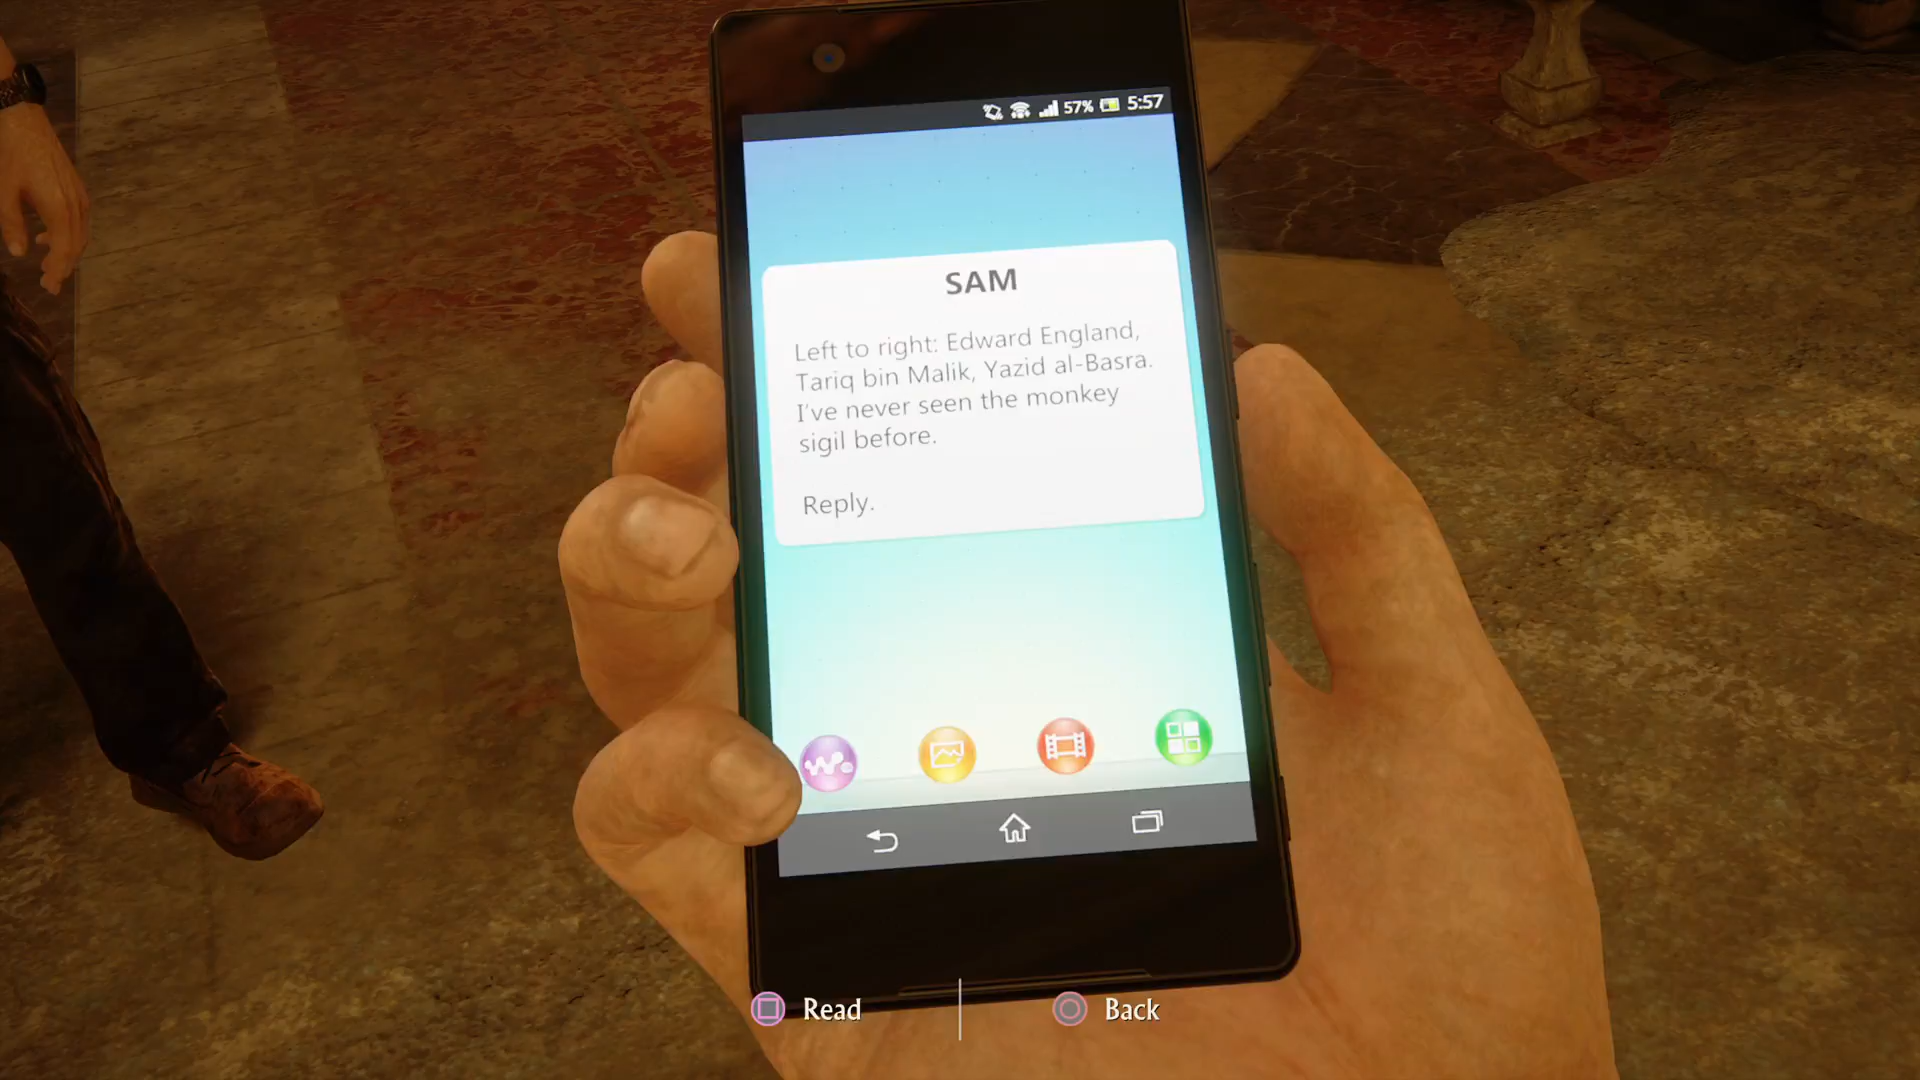 57% 5:57
SAM
Left to right: Edward England,
Tariq bin Malik, Yazid al-Basra.
I've never seen the monkey
sigil before.
Reply.
Read
Back